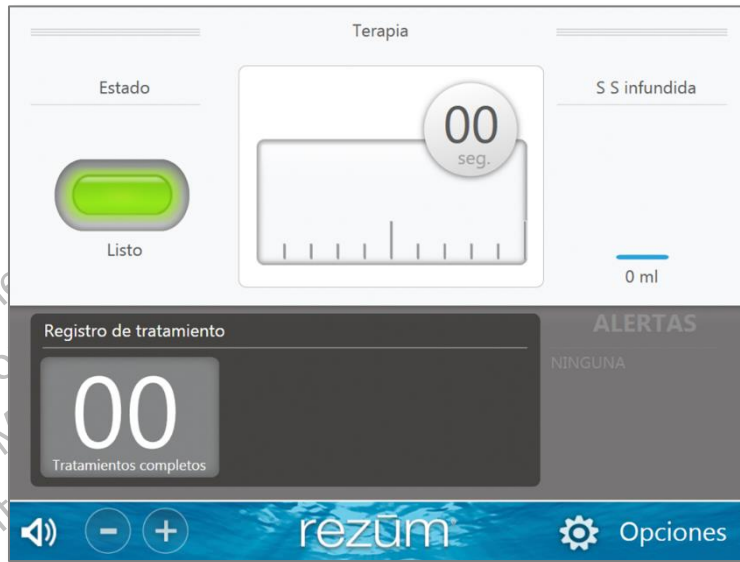 Terapia
Estado
S S infundida
00
seg.
Listo
0 ml
Registro de tratamiento
ALERTAS
NINGUNA
00
Tratamientos completos
- +
rezūm
Opciones